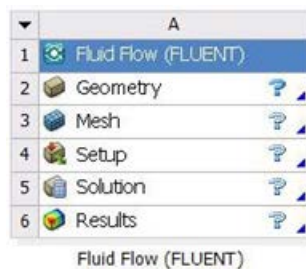 A
1 Fluid Flow (FLUENT)
2 Geometry ?
3 Mesh ?
4 Setup ?
5 Solution ?
6 Results ?
Fluid Flow (FLUENT)